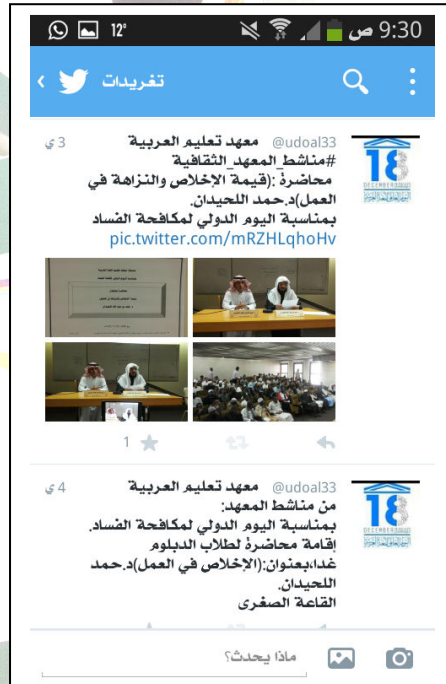 9:30 ص
12°
تغريدات
معهد تعليم العربية @udoal33
3 ي
#مناشط_المعهد_الثقافية
محاضرة :(قيمة الإخلاص والنزاهة في
العمل)د.حمد اللحيدان.
بمناسبة اليوم الدولي لمكافحة الفساد
pic.twitter.com/mRZHLqhoHv
1
معهد تعليم العربية @udoal33
4 ي
من مناشط المعهد:
بمناسبة اليوم الدولي لمكافحة الفساد.
إقامة محاضرة لطلاب الدبلوم
غدا،بعنوان:(الإخلاص في العمل)د.حمد
اللحيدان.
القاعة الصغرى
ماذا يحدث؟